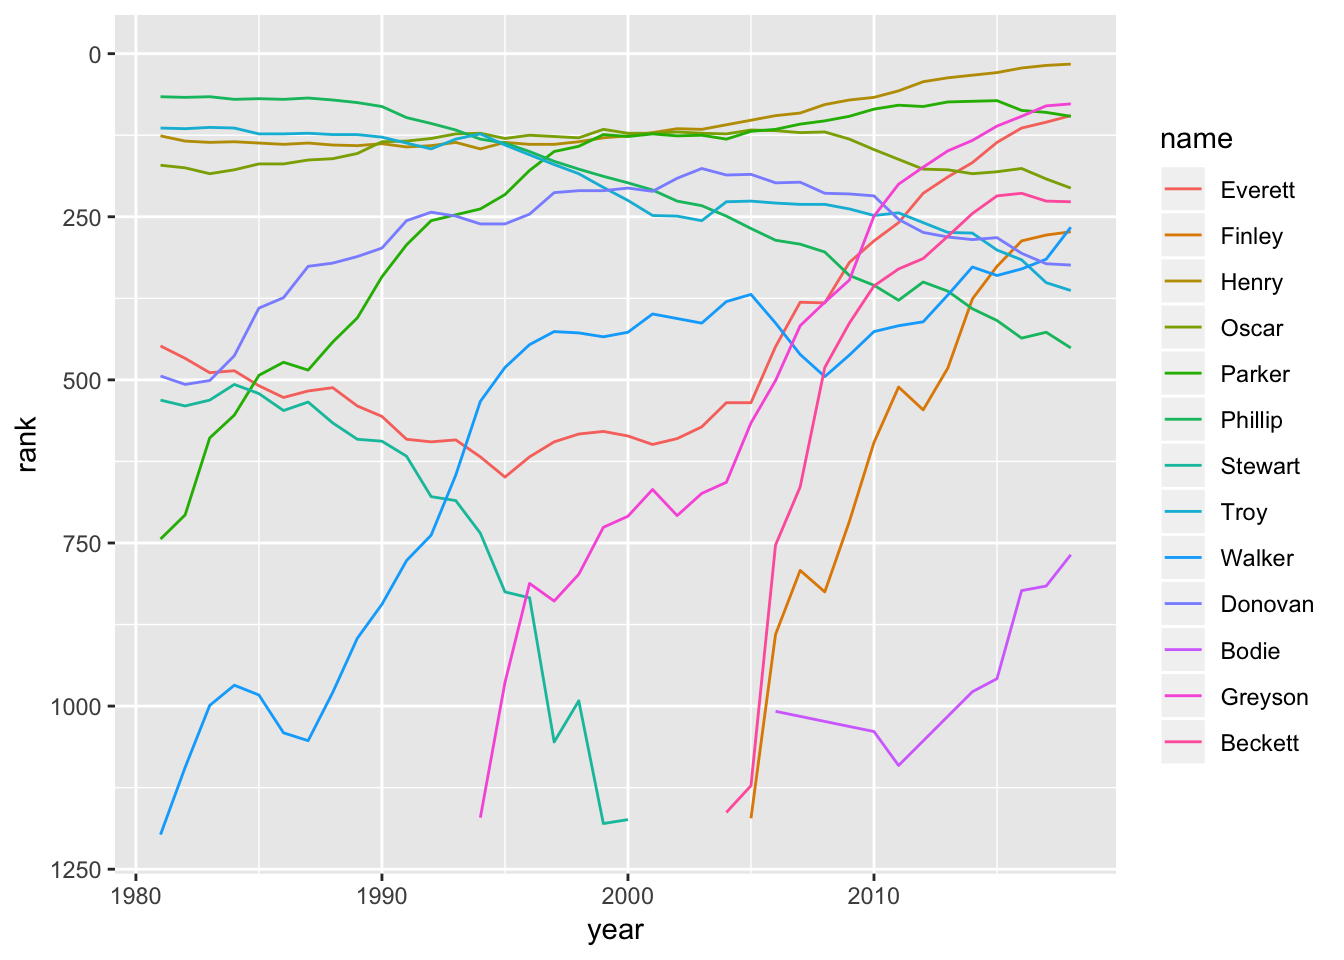 0
250
500
750
1000
1250
rank
1980
1990
2000
2010
year
name
Everett
Finley
Henry
Oscar
Parker
Phillip
Stewart
Troy
Walker
Donovan
Bodie
Greyson
Beckett